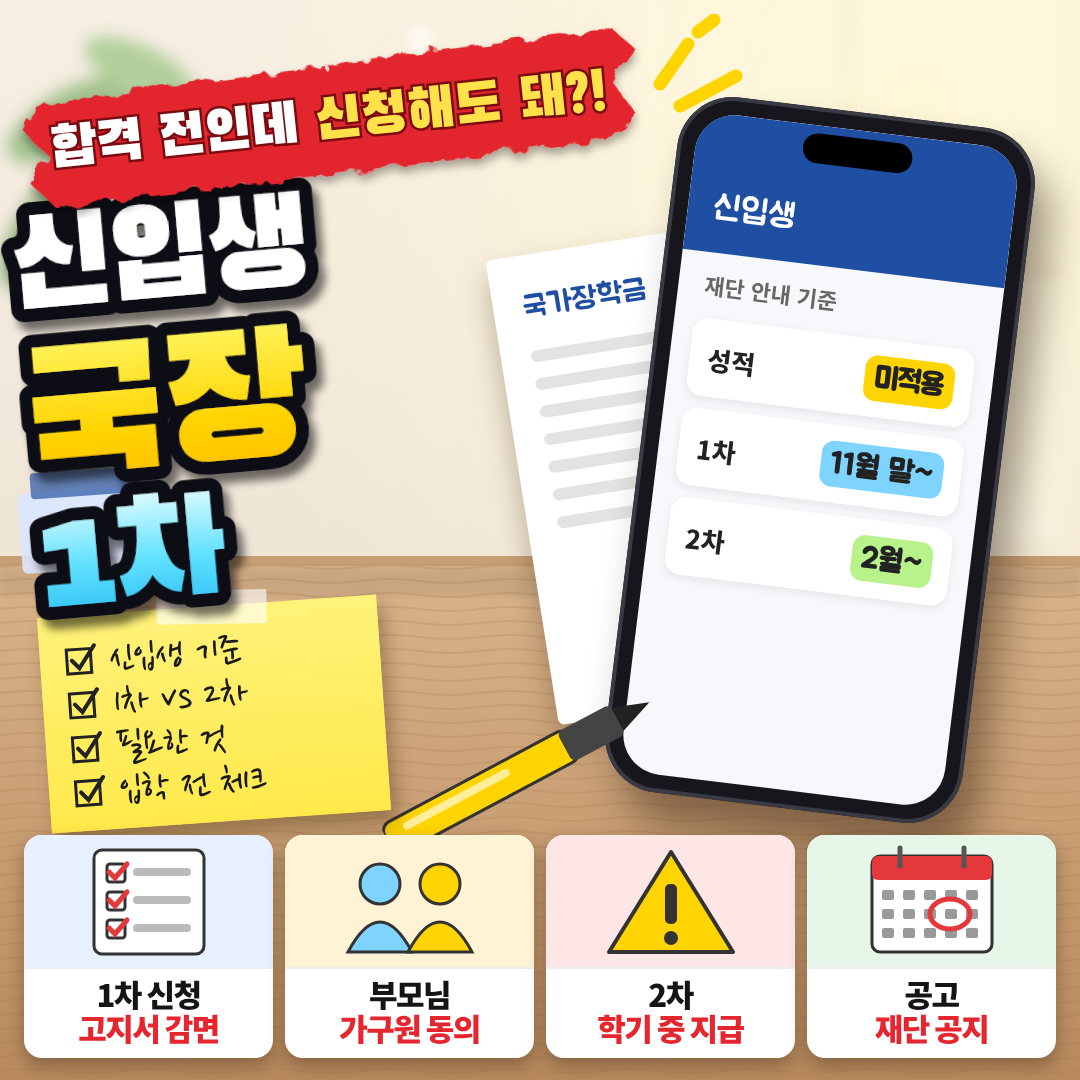 합격 전인데 신청해도 돼?!
신입생
국장
1차
국가장학금
신입생
재단 안내 기준
성적 미적용
1차 11월 말~
2차 2월~
신입생 기준
1차 vs 2차
필요한 것
입학 전 체크
1차 신청
고지서 감면
부모님
가구원 동의
2차
학기 중 지급
공고
재단 공지